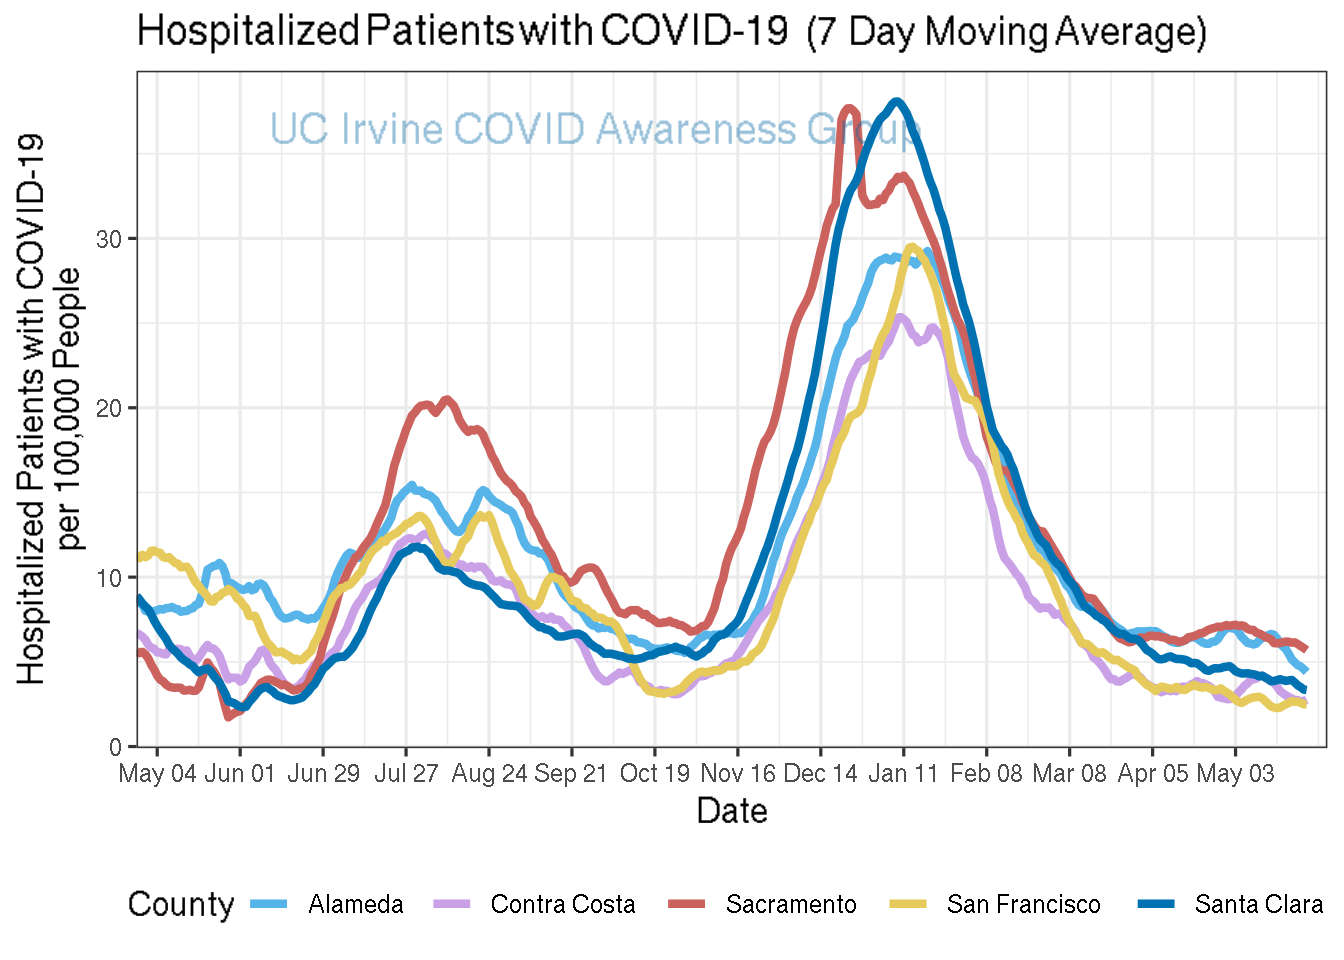 Hospitalized Patients with COVID-19 (7 Day Moving Average)
UC Irvine COVID Awareness Group
Hospitalized Patients with COVID-19
per 100,000 People
30
20
10
0
May 04 Jun 01 Jun 29 Jul 27 Aug 24 Sep 21 Oct 19 Nov 16 Dec 14 Jan 11 Feb 08 Mar 08 Apr 05 May 03
Date
County Alameda Contra Costa Sacramento San Francisco Santa Clara